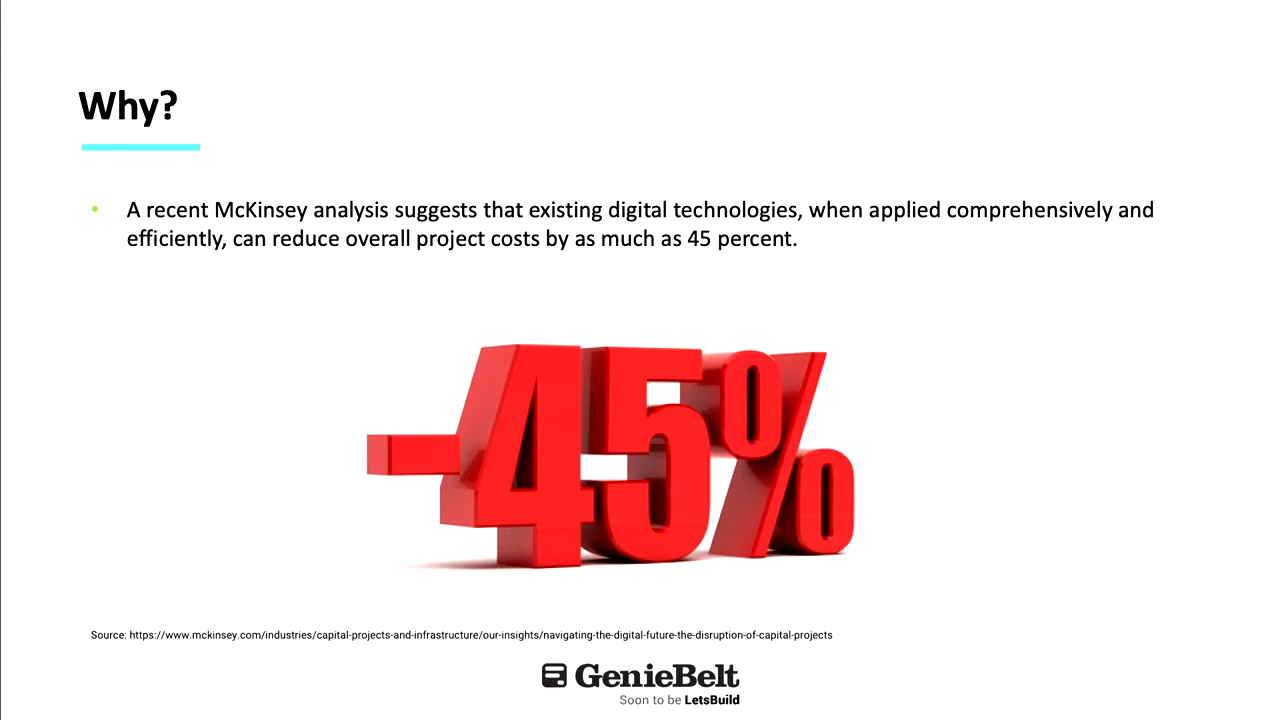 Why?
• A recent McKinsey analysis suggests that existing digital technologies, when applied comprehensively and
efficiently, can reduce overall project costs by as much as 45 percent.
-45%
Source: https://www.mckinsey.com/industries/capital-projects-and-infrastructure/our-insights/navigating-the-digital-future-the-disruption-of-capital-projects
GenieBelt
Soon to be LetsBuild